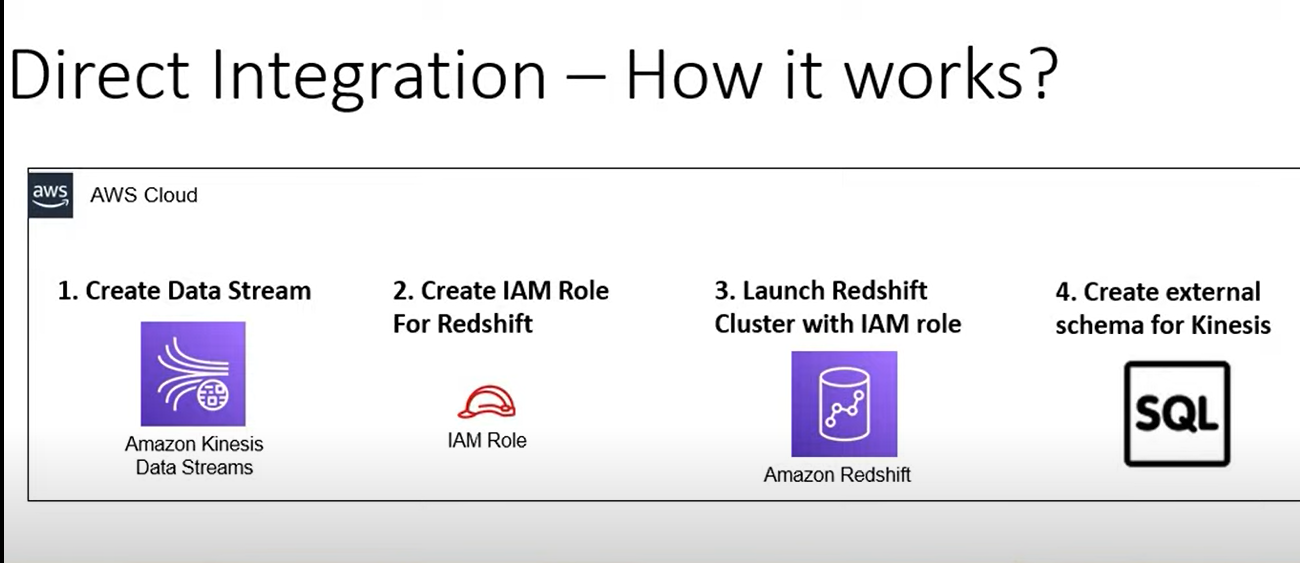 Direct Integration – How it works?
aws
AWS Cloud
1. Create Data Stream
Amazon Kinesis
Data Streams
2. Create IAM Role
For Redshift
IAM Role
3. Launch Redshift
Cluster with IAM role
Amazon Redshift
4. Create external
schema for Kinesis
SQL